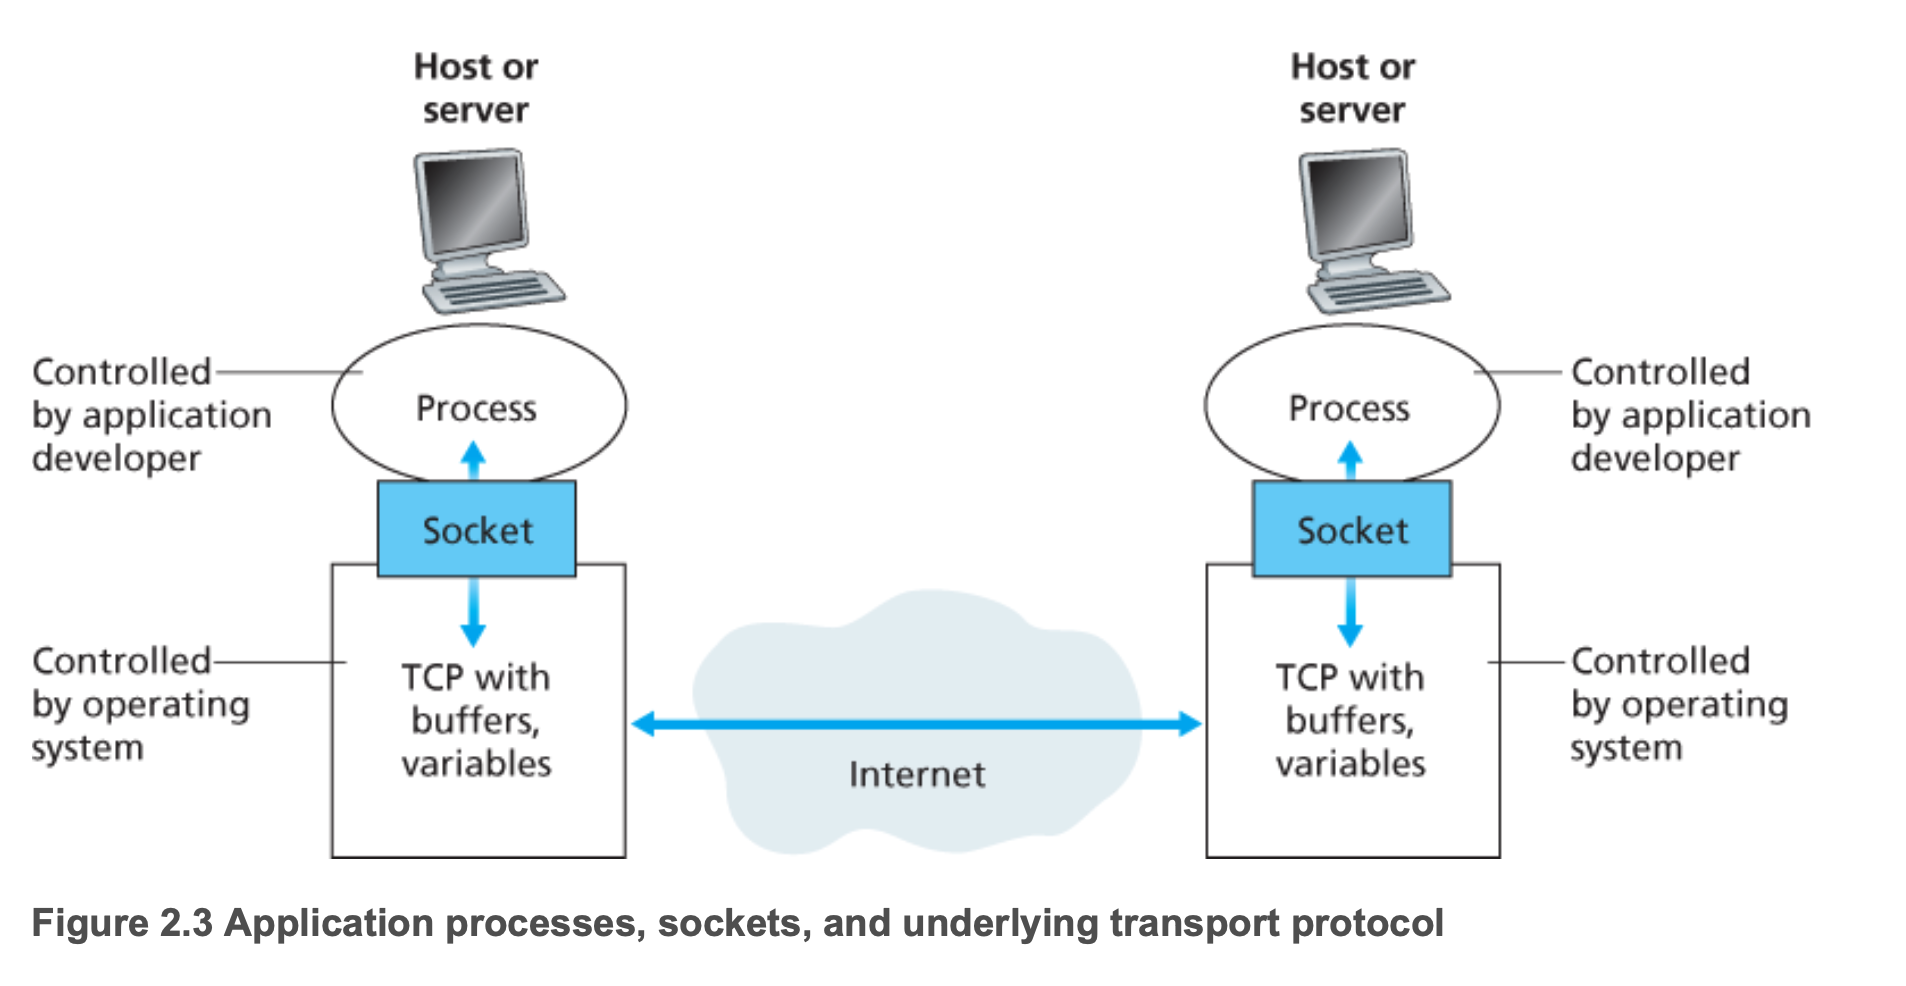 Host or
server
Host or
server
Controlled
by application
developer
Process
Process
Controlled
by application
developer
Socket
Socket
Controlled
by operating
system
TCP with
buffers,
variables
Internet
TCP with
buffers,
variables
Controlled
by operating
system
Figure 2.3 Application processes, sockets, and underlying transport protocol